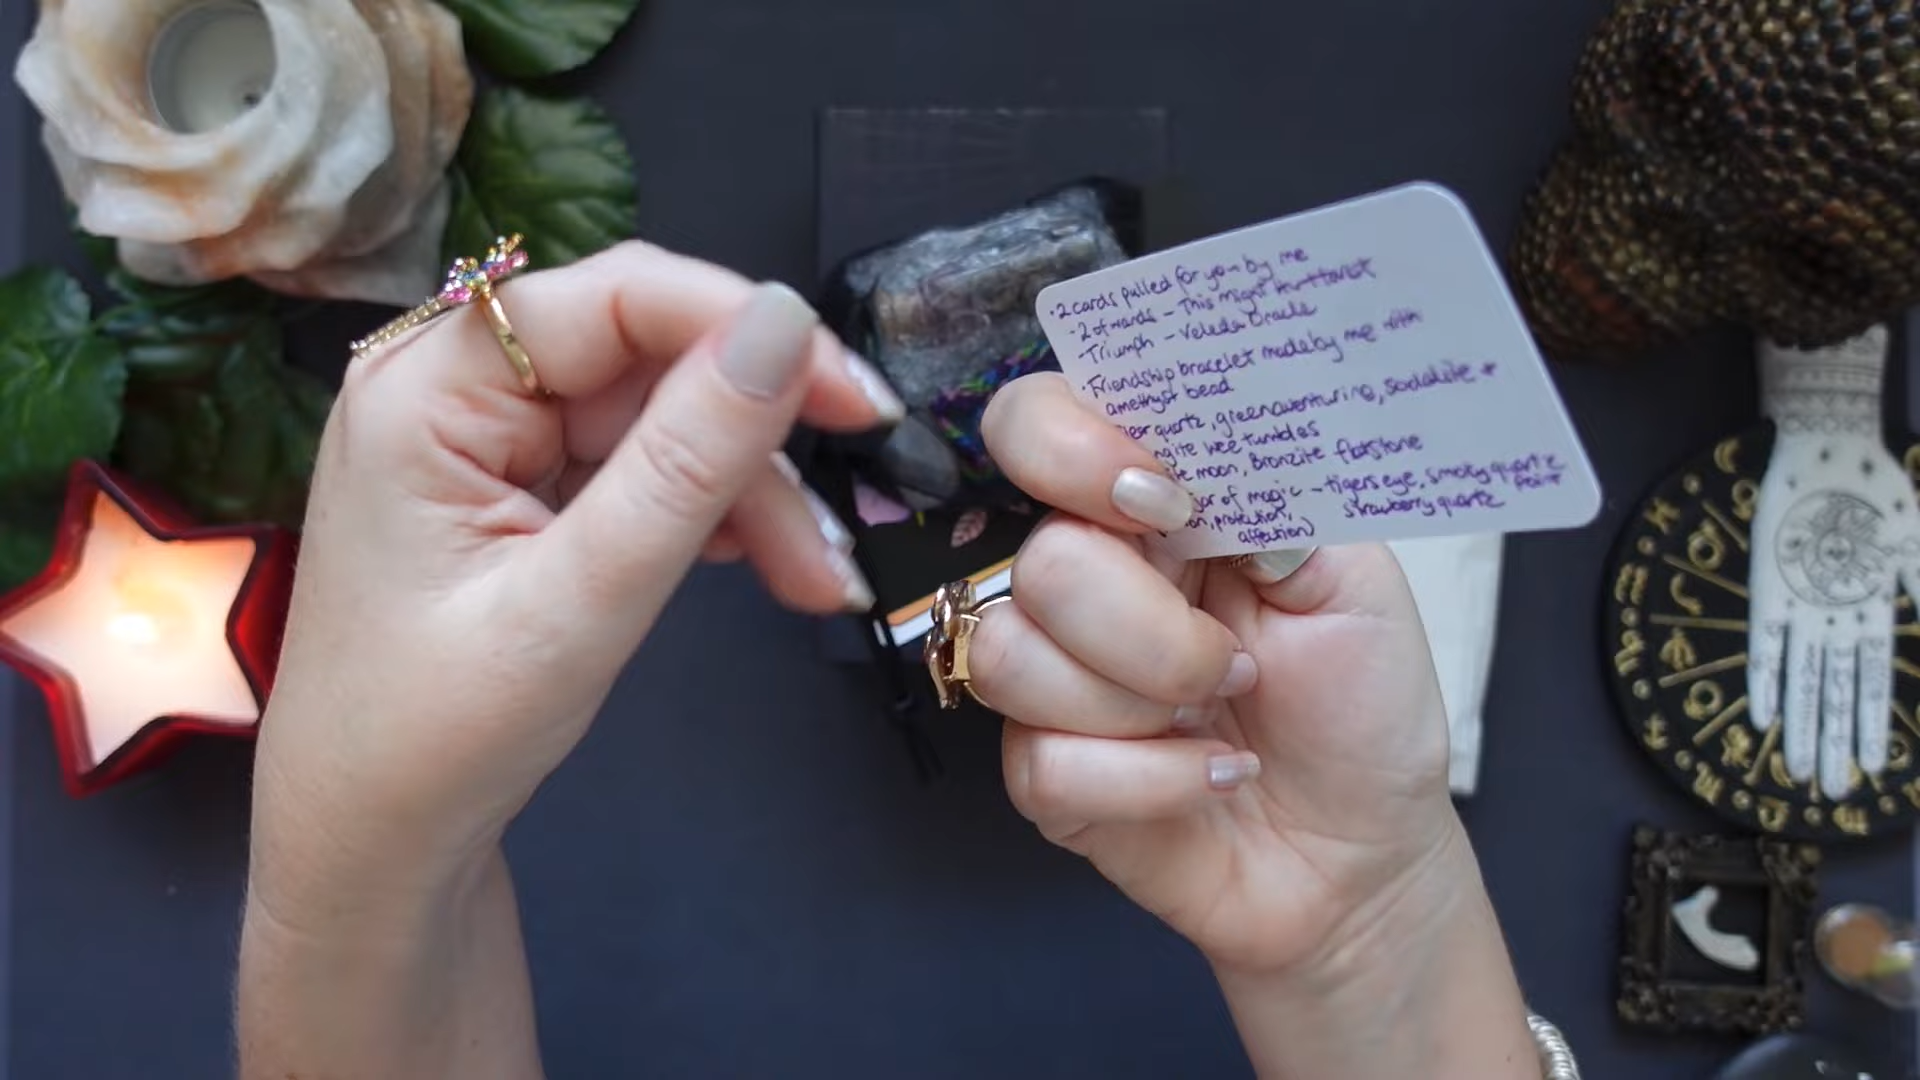 ·2 cards pulled for you by me
-2 of wands - This Might Hurt tarot
-Triumph - Veleda Oracle
·Friendship bracelet made by me with
amethyst bead
quartz, green aventurine, sodalite +
wee tumbles
moon, Bronzite flatstone
of magic - tigers eye, smoky quartz
point
protection, strawberry quartz
affection)